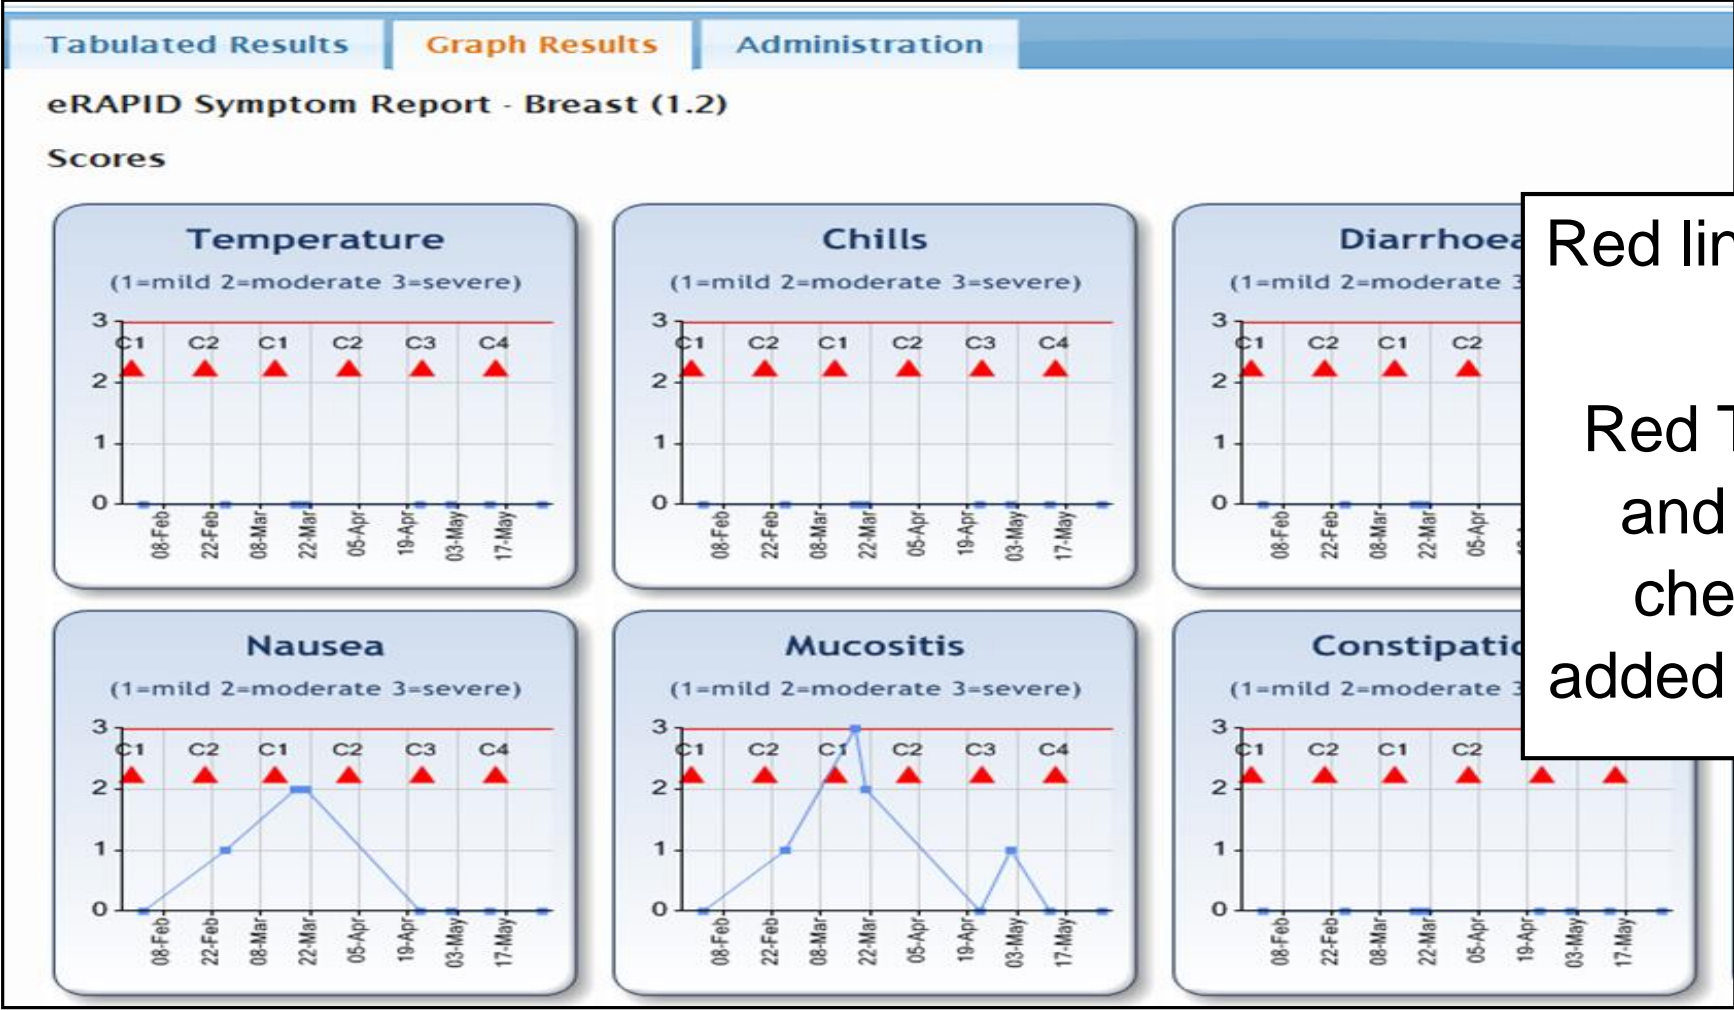 Tabulated Results Graph Results Administration
eRAPID Symptom Report - Breast (1.2)
Scores
Temperature
(1=mild 2=moderate 3=severe)
3
C1 C2 C1 C2 C3 C4
2
1
0
08-Feb 22-Feb 08-Mar 22-Mar 05-Apr 19-Apr 03-May 17-May
Chills
(1=mild 2=moderate 3=severe)
3
C1 C2 C1 C2 C3 C4
2
1
0
08-Feb 22-Feb 08-Mar 22-Mar 05-Apr 19-Apr 03-May 17-May
Diarrhoea
(1=mild 2=moderate
3
C1 C2 C1 C2
2
1
0
08-Feb 22-Feb 08-Mar 22-Mar 05-Apr
Red
Red
and
added
Nausea
(1=mild 2=moderate 3=severe)
3
C1 C2 C1 C2 C3 C4
2
1
0
08-Feb 22-Feb 08-Mar 22-Mar 05-Apr 19-Apr 03-May 17-May
Mucositis
(1=mild 2=moderate 3=severe)
3
C1 C2 C1 C2 C3 C4
2
1
0
08-Feb 22-Feb 08-Mar 22-Mar 05-Apr 19-Apr 03-May 17-May
(1=mild 2=moderate
3
C1 C2 C1 C2
2
1
0
08-Feb 22-Feb 08-Mar 22-Mar 05-Apr 19-Apr 03-May 17-May